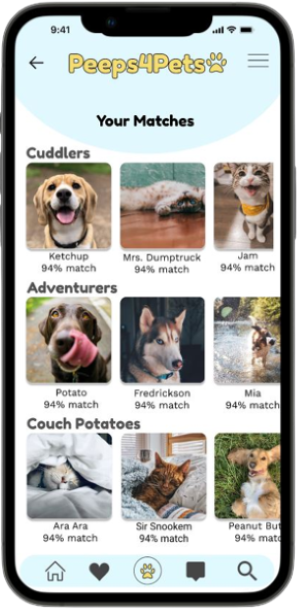 9:41
Peeps4Pets
Your Matches
Cuddlers
Ketchup Mrs. Dumptruck Jam
94% match 94% match 94% match
Adventurers
Potato Fredrickson Mia
94% match 94% match 94% match
Couch Potatoes
Ara Ara Sir Snookem Peanut But
94% match 94% match 94% matc